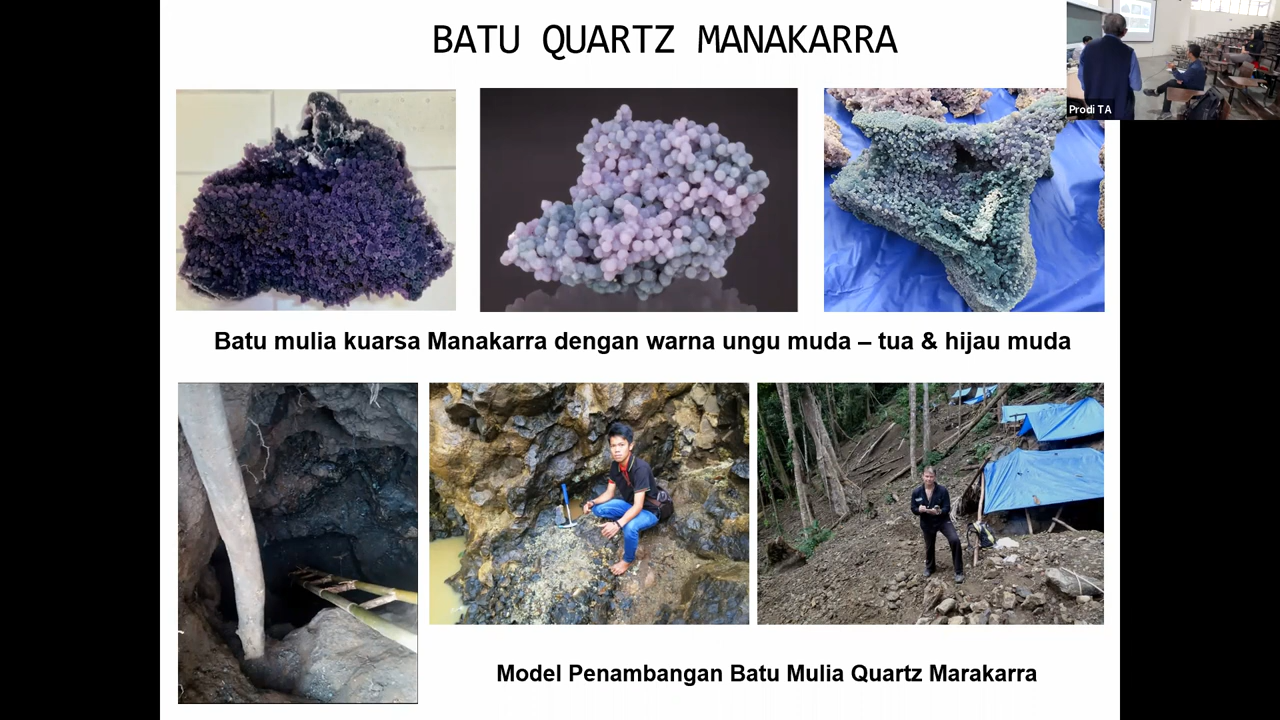 BATU QUARTZ MANAKARRA
Prodi TA
Batu mulia kuarsa Manakarra dengan warna ungu muda – tua & hijau muda
Model Penambangan Batu Mulia Quartz Marakarra